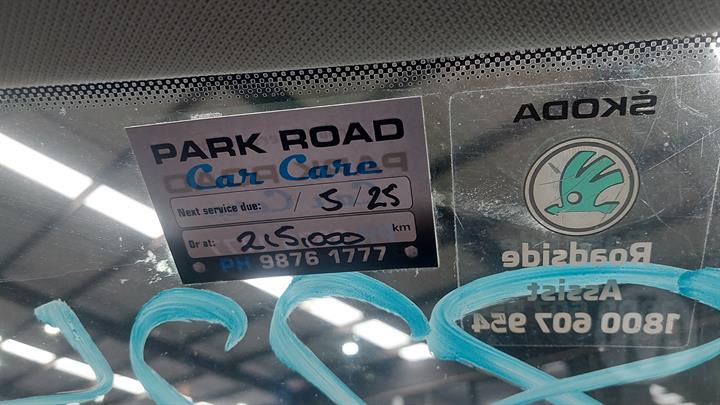 PARK ROAD
Car Care
Next service due: / 5 / 25
Or at: 215,000 km
PH 9876 1777
ŠKODA
Roadside
Assist
1800 607 954